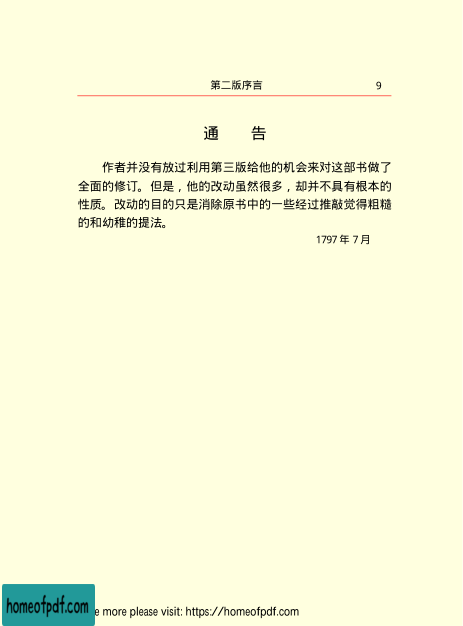 第二版序言 9
通 告
作者并没有放过利用第三版给他的机会来对这部书做了
全面的修订。但是，他的改动虽然很多，却并不具有根本的
性质。改动的目的只是消除原书中的一些经过推敲觉得粗糙
的和幼稚的提法。
1797 年 7 月
homeofpdf.com
e more please visit: https://homeofpdf.com